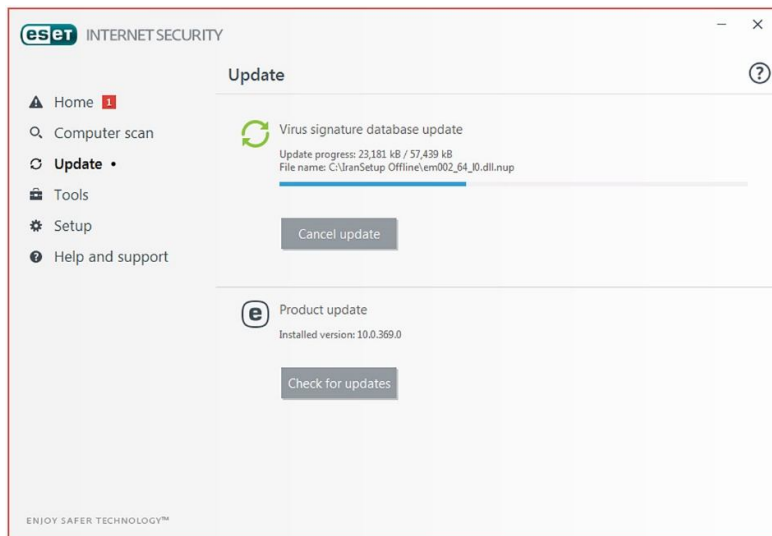 eset INTERNET SECURITY
Update
Home 1
Computer scan
Update
Tools
Setup
Help and support
Virus signature database update
Update progress: 23,181 kB / 57,439 kB
File name: C:\IranSetup Offline\em002_64_l0.dll.nup
Cancel update
e
Product update
Installed version: 10.0.369.0
Check for updates
ENJOY SAFER TECHNOLOGY™